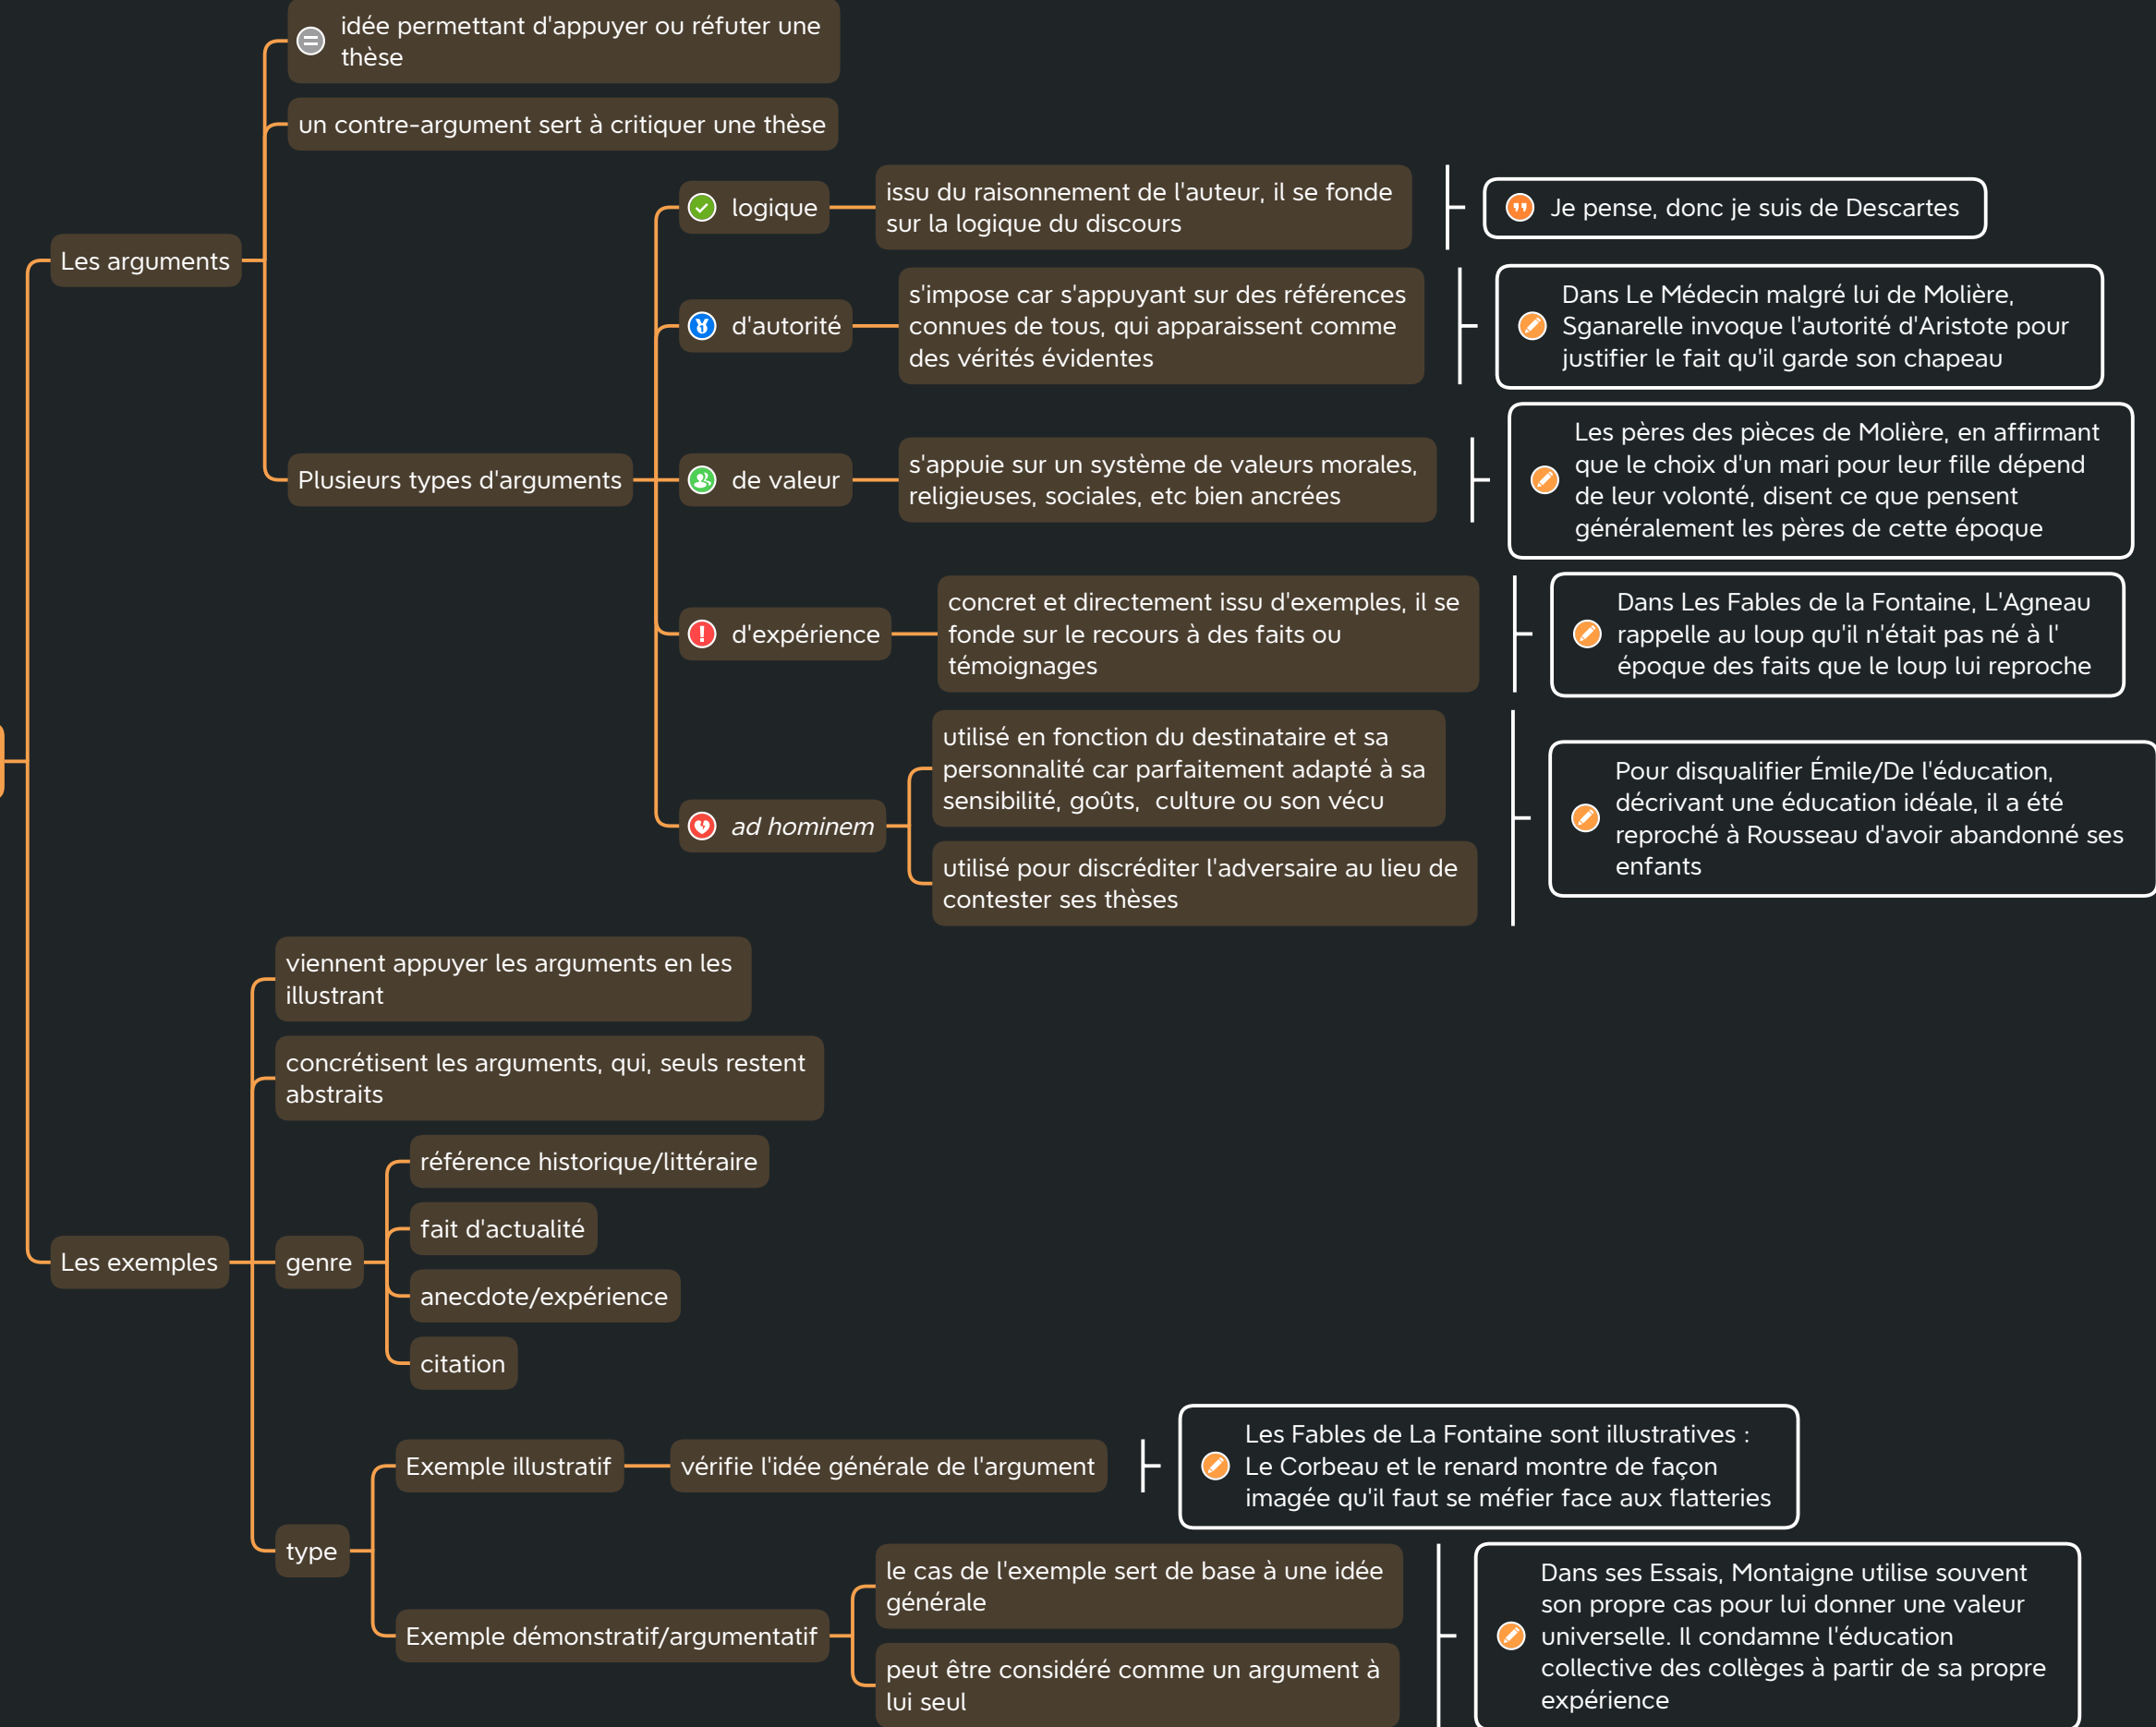 idée permettant d'appuyer ou réfuter une
thèse
un contre-argument sert à critiquer une thèse
Les arguments
Plusieurs types d'arguments
logique
issu du raisonnement de l'auteur, il se fonde
sur la logique du discours
Je pense, donc je suis de Descartes
d'autorité
s'impose car s'appuyant sur des références
connues de tous, qui apparaissent comme
des vérités évidentes
Dans Le Médecin malgré lui de Molière,
Sganarelle invoque l'autorité d'Aristote pour
justifier le fait qu'il garde son chapeau
de valeur
s'appuie sur un système de valeurs morales,
religieuses, sociales, etc bien ancrées
Les pères des pièces de Molière, en affirmant
que le choix d'un mari pour leur fille dépend
de leur volonté, disent ce que pensent
généralement les pères de cette époque
d'expérience
concret et directement issu d'exemples, il se
fonde sur le recours à des faits ou
témoignages
Dans Les Fables de la Fontaine, L'Agneau
rappelle au loup qu'il n'était pas né à l'
époque des faits que le loup lui reproche
ad hominem
utilisé en fonction du destinataire et sa
personnalité car parfaitement adapté à sa
sensibilité, goûts,  culture ou son vécu
utilisé pour discréditer l'adversaire au lieu de
contester ses thèses
Pour disqualifier Émile/De l'éducation,
décrivant une éducation idéale, il a été
reproché à Rousseau d'avoir abandonné ses
enfants
Les exemples
viennent appuyer les arguments en les
illustrant
concrétisent les arguments, qui, seuls restent
abstraits
genre
référence historique/littéraire
fait d'actualité
anecdote/expérience
citation
type
Exemple illustratif
vérifie l'idée générale de l'argument
Les Fables de La Fontaine sont illustratives :
Le Corbeau et le renard montre de façon
imagée qu'il faut se méfier face aux flatteries
Exemple démonstratif/argumentatif
le cas de l'exemple sert de base à une idée
générale
peut être considéré comme un argument à
lui seul
Dans ses Essais, Montaigne utilise souvent
son propre cas pour lui donner une valeur
universelle. Il condamne l'éducation
collective des collèges à partir de sa propre
expérience